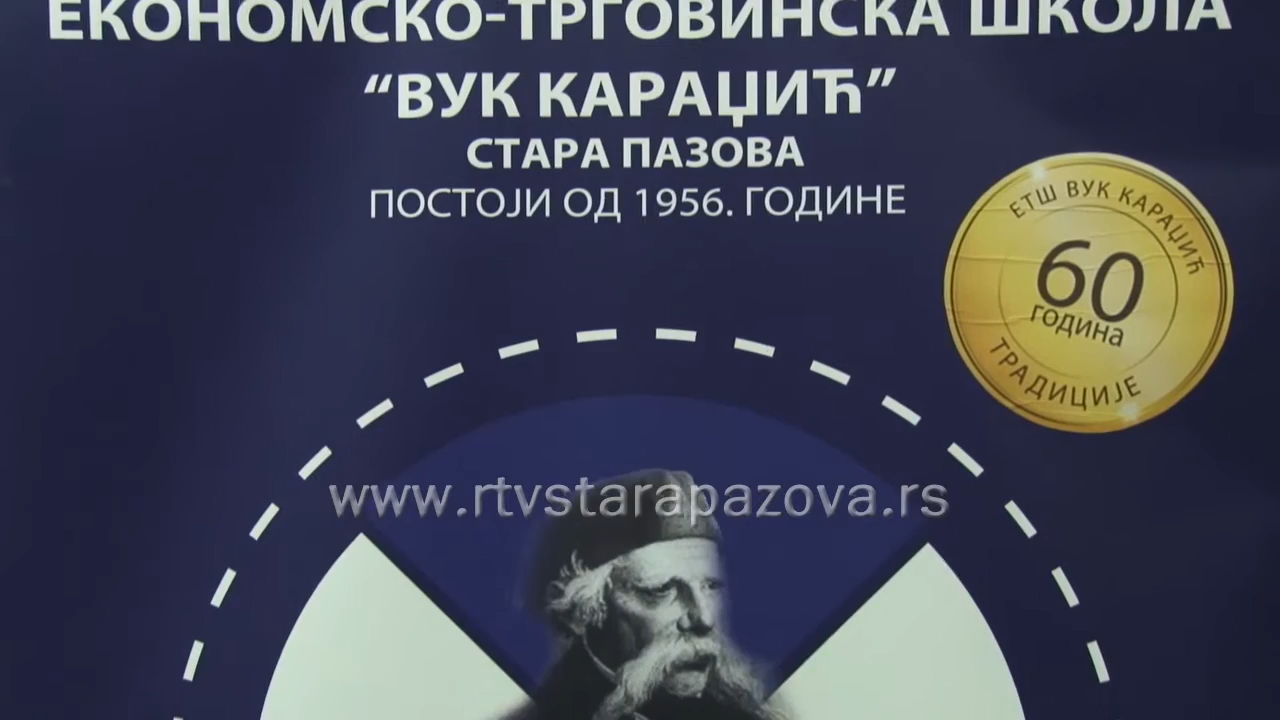 ЕКОНОМСКО-ТРГОВИНСКА ШКОЛА
“ВУК КАРАЏИЋ”
СТАРА ПАЗОВА
ПОСТОЈИ ОД 1956. ГОДИНЕ
ЕТШ ВУК КАРАЏИЋ
60
година
ТРАДИЦИЈЕ
www.rtvstarapazova.rs